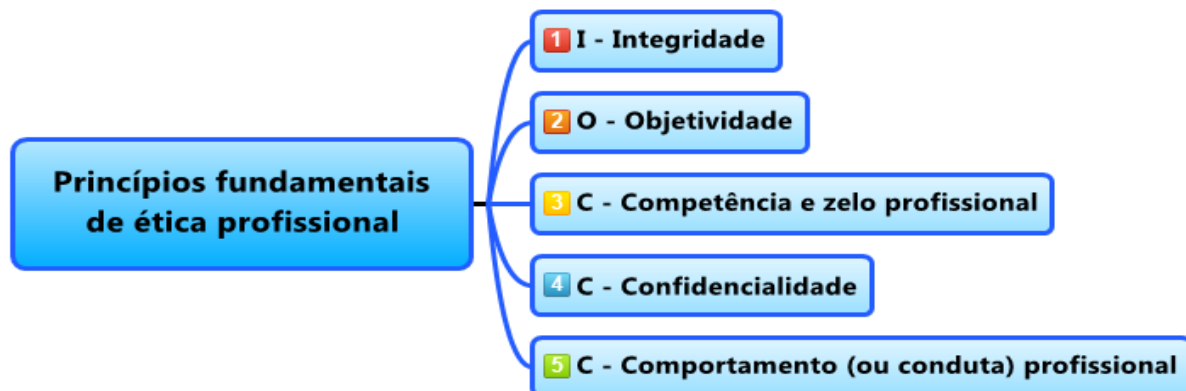 Princípios fundamentais
de ética profissional
1 I - Integridade
2 O - Objetividade
3 C - Competência e zelo profissional
4 C - Confidencialidade
5 C - Comportamento (ou conduta) profissional